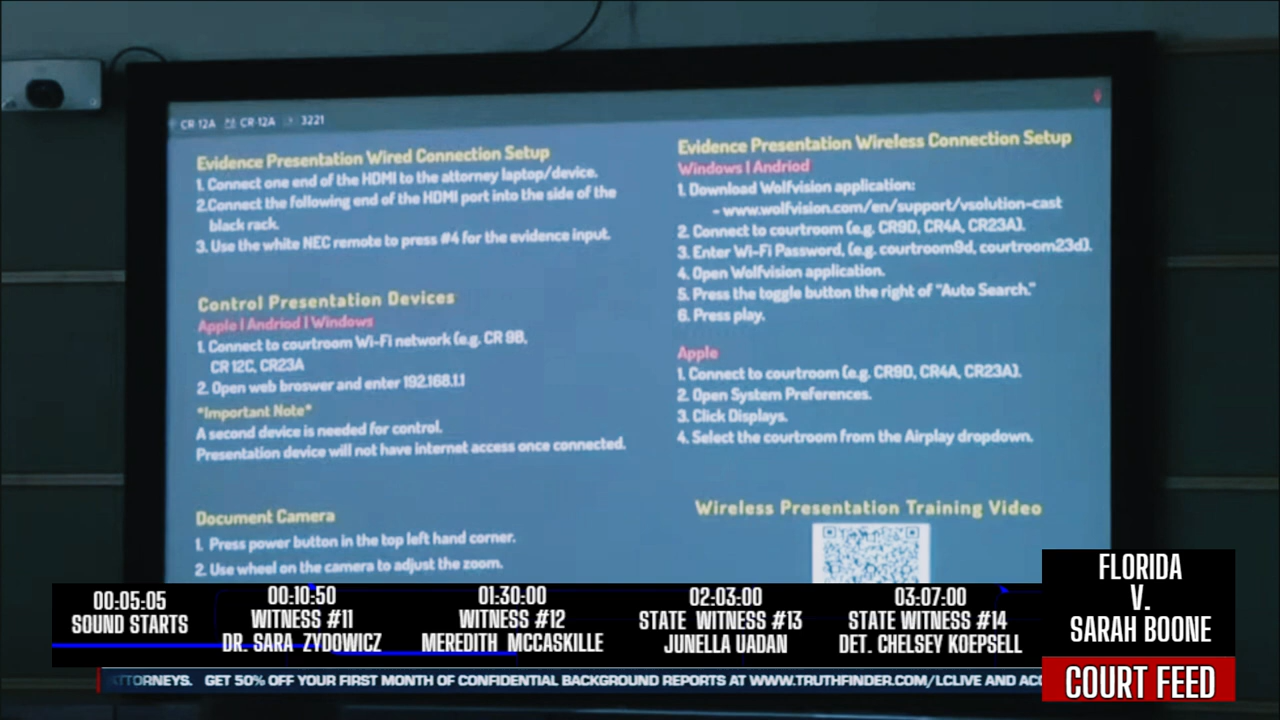 CR 12A CR 12A 3221
Evidence Presentation Wired Connection Setup
1. Connect one end of the HDMI to the attorney laptop/device.
2.Connect the following end of the HDMI port into the side of the
black rack.
3. Use the white NEC remote to press #4 for the evidence input.
Control Presentation Devices
Apple | Andriod | Windows
1. Connect to courtroom Wi-Fi network (e.g. CR 9B,
CR 12C, CR23A
2. Open web broswer and enter 192.168.1.1
*Important Note*
A second device is needed for control.
Presentation device will not have internet access once connected.
Document Camera
1. Press power button in the top left hand corner.
2. Use wheel on the camera to adjust the zoom.
Evidence Presentation Wireless Connection Setup
Windows | Andriod
1. Download Wolfvision application:
- www.wolfvision.com/en/support/vsolution-cast
2. Connect to courtroom (e.g. CR9D, CR4A, CR23A).
3. Enter Wi-Fi Password, (e.g. courtroom9d, courtroom23d).
4. Open Wolfvision application.
5. Press the toggle button the right of "Auto Search."
6. Press play.
Apple
1. Connect to courtroom (e.g. CR9D, CR4A, CR23A).
2. Open System Preferences.
3. Click Displays.
4. Select the courtroom from the Airplay dropdown.
Wireless Presentation Training Video
00:05:05
SOUND STARTS
00:10:50
WITNESS #11
DR. SARA ZYDOWICZ
01:30:00
WITNESS #12
MEREDITH MCCASKILLE
02:03:00
STATE WITNESS #13
JUNELLA UADAN
03:07:00
STATE WITNESS #14
DET. CHELSEY KOEPSELL
FLORIDA
V.
SARAH BOONE
COURT FEED
TTORNEYS. GET 50% OFF YOUR FIRST MONTH OF CONFIDENTIAL BACKGROUND REPORTS AT WWW.TRUTHFINDER.COM/LCLIVE AND ACC